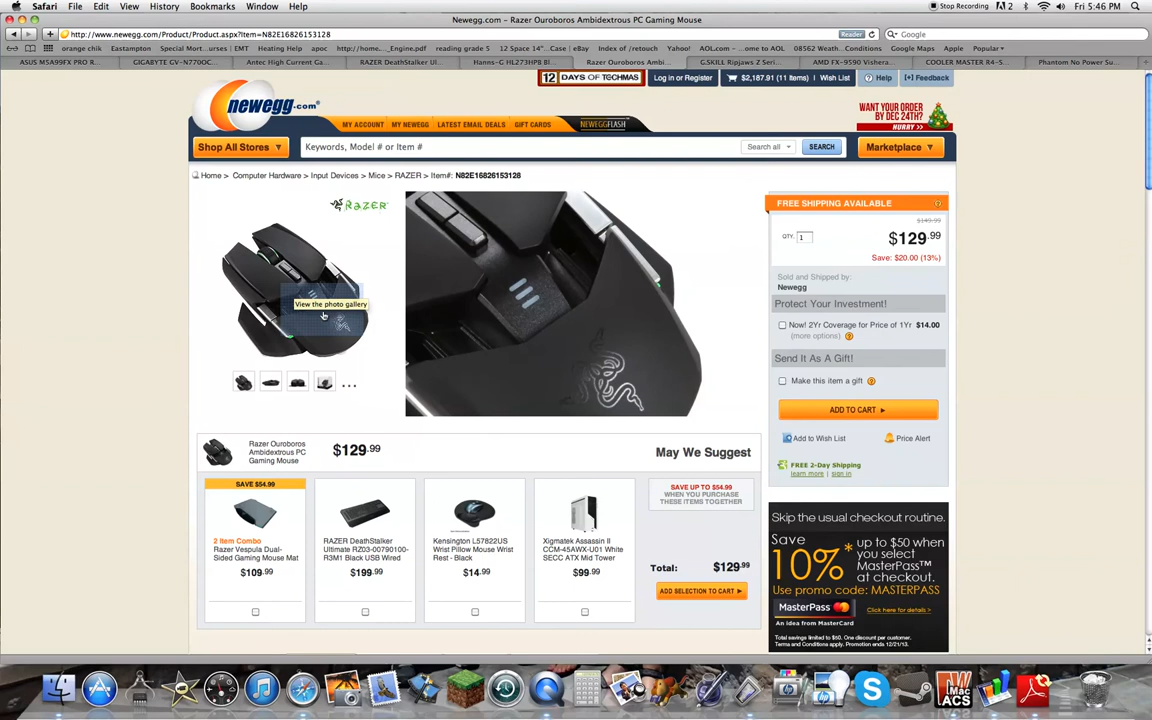 Safari File Edit View History Bookmarks Window Help Stop Recording 2 Fri 5:46 PM
Newegg.com - Razer Ouroboros Ambidextrous PC Gaming Mouse
http://www.newegg.com/Product/Product.aspx?Item=N82E16826153128 Reader Google
orange chik Eastampton Special Mort...urses | EMT Heating Help apoc http://home..._Engine.pdf reading grade 5 12 Space 14"...Case | eBay Index of /retouch Yahoo! AOL.com ...ome to AOL 08562 Weath...Conditions Google Maps Apple Popular
ASUS M5A99FX PRO R... GIGABYTE GV-N770OC... Antec High Current Ga... RAZER DeathStalker Ul... Hanns-G HL273HPB Bl... Razer Ouroboros Ambi... G.SKILL Ripjaws Z Seri... AMD FX-9590 Vishera... COOLER MASTER R4-S... Phantom No Power Su...
12 DAYS OF TECHMAS Log in or Register $2,187.91 (11 Items) Wish List Help [+] Feedback
newegg.com
WANT YOUR ORDER BY DEC 24TH?
HURRY >>
MY ACCOUNT MY NEWEGG LATEST EMAIL DEALS GIFT CARDS NEWEGGFLASH
Shop All Stores Keywords, Model # or Item # Search all SEARCH Marketplace
Home > Computer Hardware > Input Devices > Mice > RAZER > Item#: N82E16826153128
RAZER
View the photo gallery
...
FREE SHIPPING AVAILABLE
$149.99
QTY. 1 $129.99
Save: $20.00 (13%)
Sold and Shipped by:
Newegg
Protect Your Investment!
Now! 2Yr Coverage for Price of 1Yr $14.00
(more options)
Send It As A Gift!
Make this item a gift
ADD TO CART
Add to Wish List Price Alert
FREE 2-Day Shipping
learn more | sign in
Razer Ouroboros
Ambidextrous PC
Gaming Mouse
$129.99
May We Suggest
SAVE $54.99
2 Item Combo
Razer Vespula Dual-
Sided Gaming Mouse Mat
$109.99
RAZER DeathStalker
Ultimate RZ03-00790100-
R3M1 Black USB Wired
$199.99
Kensington L57822US
Wrist Pillow Mouse Wrist
Rest - Black
$14.99
Xigmatek Assassin II
CCM-45AWX-U01 White
SECC ATX Mid Tower
$99.99
SAVE UP TO $54.99
WHEN YOU PURCHASE
THESE ITEMS TOGETHER
Total: $129.99
ADD SELECTION TO CART
Skip the usual checkout routine.
Save
10%*
up to $50 when
you select
MasterPass™
at checkout.
Use promo code: MASTERPASS
MasterPass Click here for details >
An Idea from MasterCard
Total savings limited to $50. One discount per customer.
Terms and Conditions apply. Promotion ends 12/21/13.
Mac
ACS